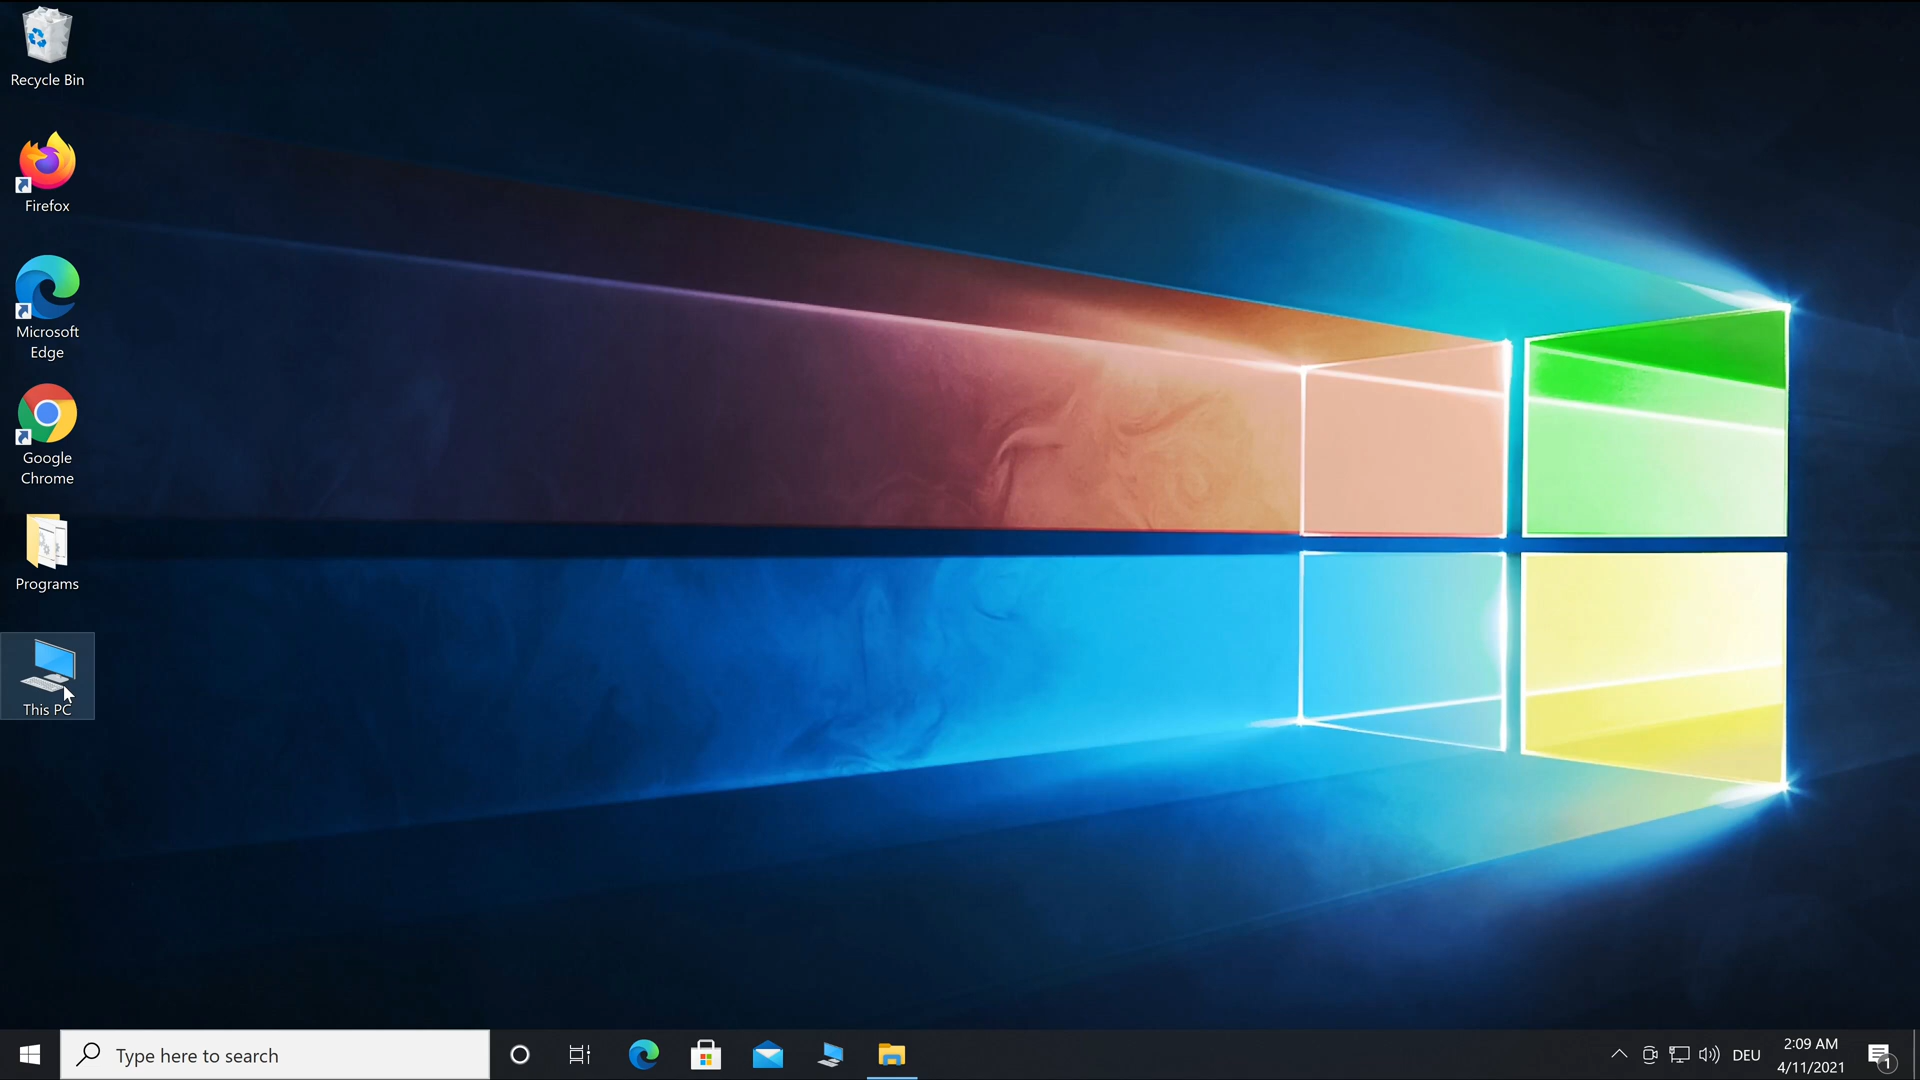 Recycle Bin
Firefox
Microsoft
Edge
Google
Chrome
Programs
This PC
Type here to search
DEU
2:09 AM
4/11/2021
1